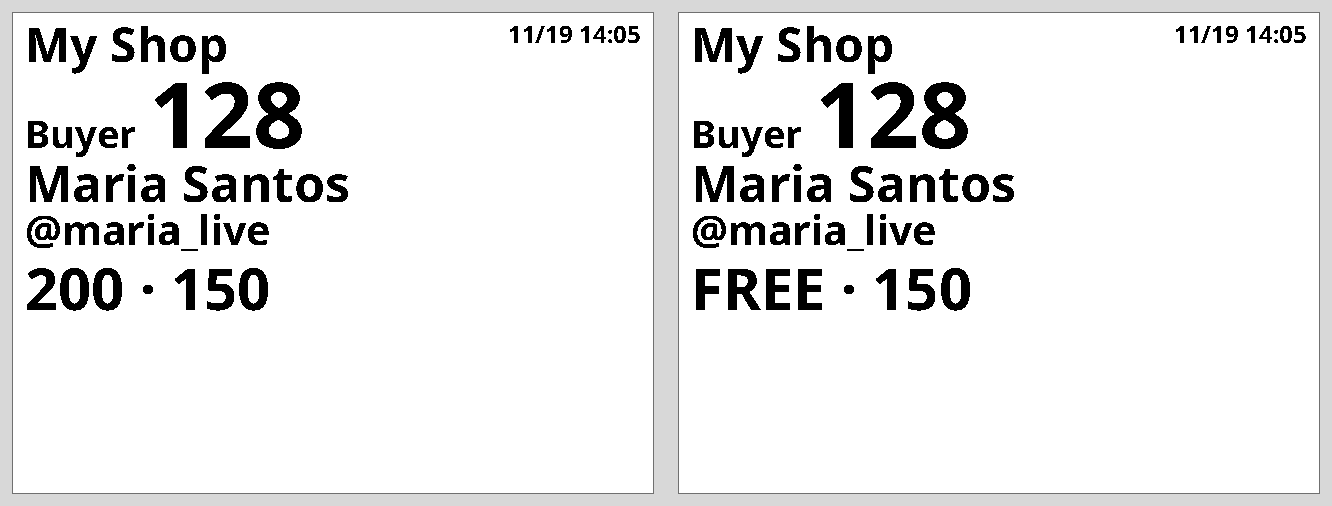 My Shop 11/19 14:05
Buyer 128
Maria Santos
@maria_live
200 · 150
My Shop 11/19 14:05
Buyer 128
Maria Santos
@maria_live
FREE · 150